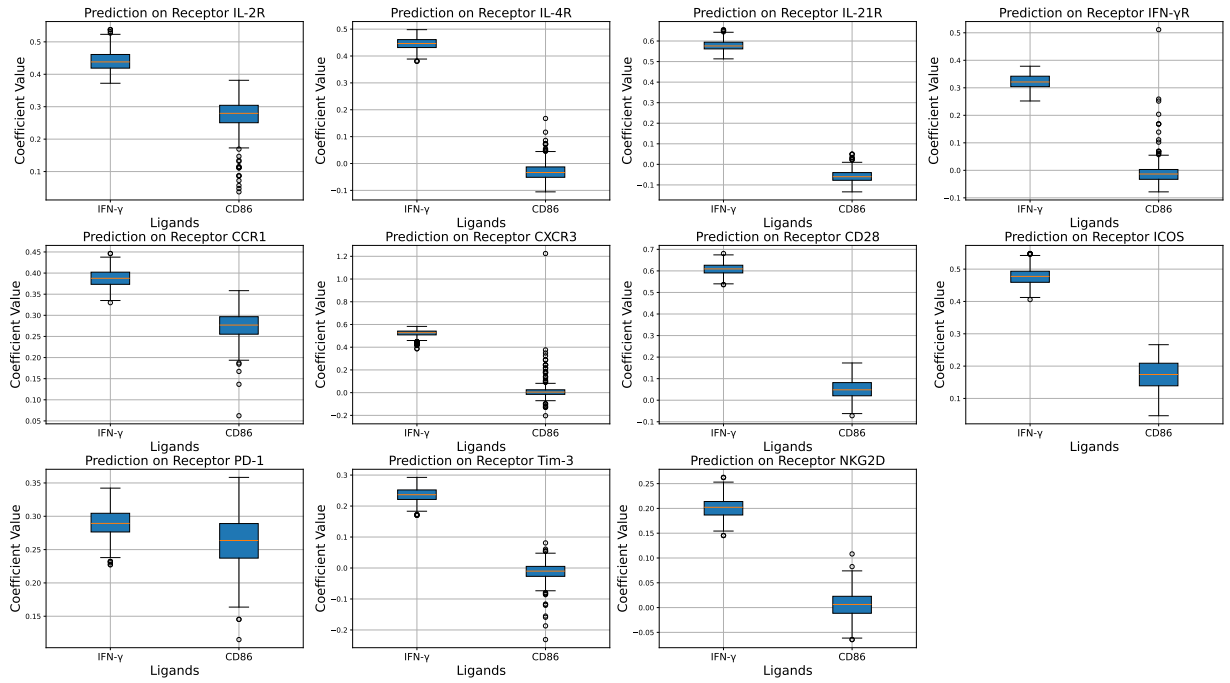 Prediction on Receptor IL-2R
Coefficient Value
0.5
0.4
0.3
0.2
0.1
IFN-γ
CD86
Ligands
Prediction on Receptor IL-4R
Coefficient Value
0.5
0.4
0.3
0.2
0.1
0.0
−0.1
IFN-γ
CD86
Ligands
Prediction on Receptor IL-21R
Coefficient Value
0.6
0.5
0.4
0.3
0.2
0.1
0.0
−0.1
IFN-γ
CD86
Ligands
Prediction on Receptor IFN-γR
Coefficient Value
0.5
0.4
0.3
0.2
0.1
0.0
−0.1
IFN-γ
CD86
Ligands
Prediction on Receptor CCR1
Coefficient Value
0.45
0.40
0.35
0.30
0.25
0.20
0.15
0.10
0.05
IFN-γ
CD86
Ligands
Prediction on Receptor CXCR3
Coefficient Value
1.2
1.0
0.8
0.6
0.4
0.2
0.0
−0.2
IFN-γ
CD86
Ligands
Prediction on Receptor CD28
Coefficient Value
0.7
0.6
0.5
0.4
0.3
0.2
0.1
0.0
−0.1
IFN-γ
CD86
Ligands
Prediction on Receptor ICOS
Coefficient Value
0.5
0.4
0.3
0.2
0.1
IFN-γ
CD86
Ligands
Prediction on Receptor PD-1
Coefficient Value
0.35
0.30
0.25
0.20
0.15
IFN-γ
CD86
Ligands
Prediction on Receptor Tim-3
Coefficient Value
0.3
0.2
0.1
0.0
−0.1
−0.2
IFN-γ
CD86
Ligands
Prediction on Receptor NKG2D
Coefficient Value
0.25
0.20
0.15
0.10
0.05
0.00
−0.05
IFN-γ
CD86
Ligands